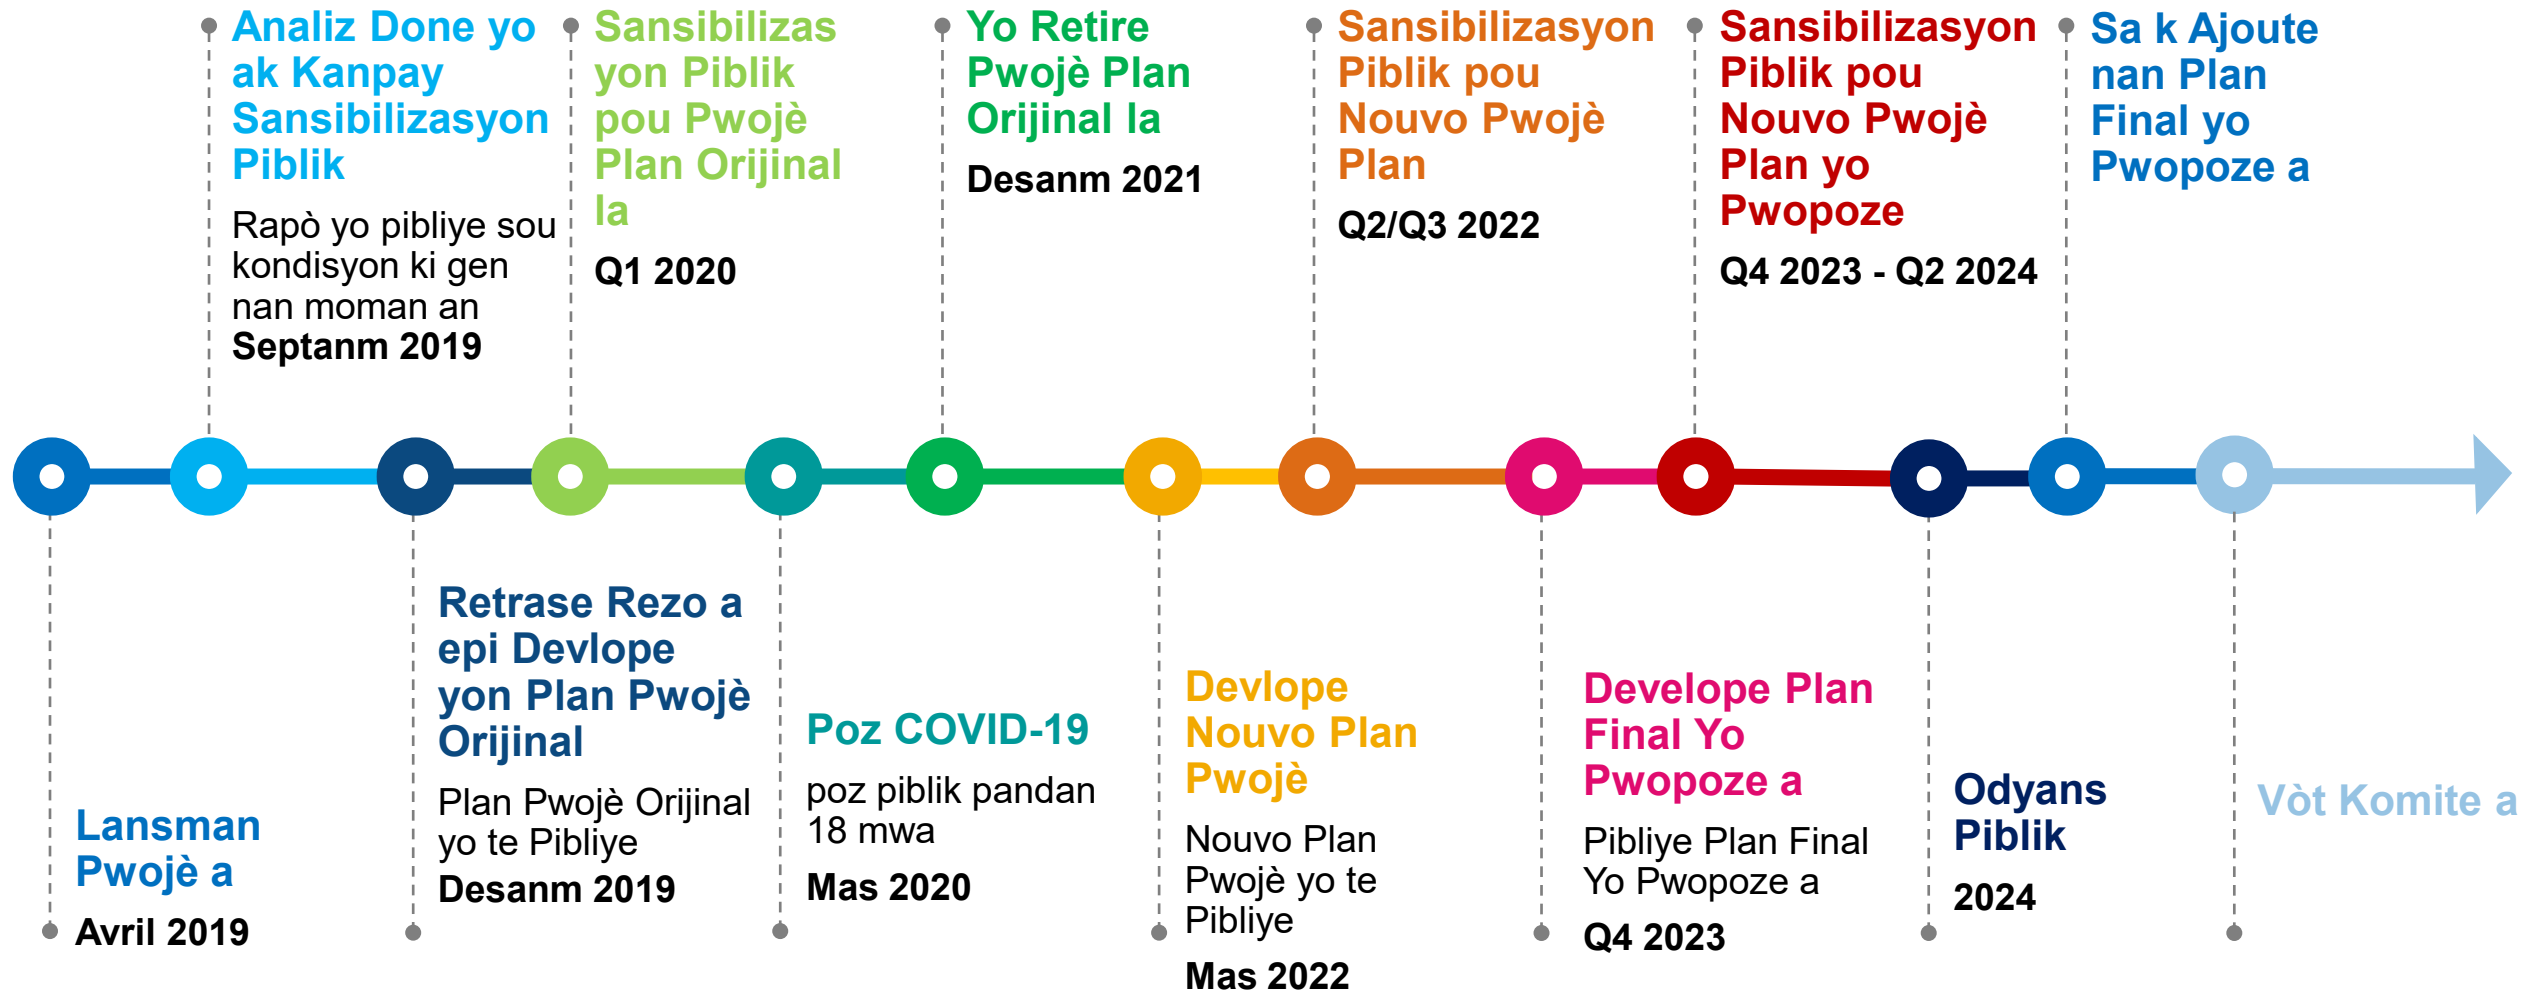 Analiz Done yo
ak Kanpay
Sansibilizasyon
Piblik
Rapò yo pibliye sou
kondisyon ki gen
nan moman an
Septanm 2019
Sansibilizas
yon Piblik
pou Pwojè
Plan Orijinal
la
Q1 2020
Yo Retire
Pwojè Plan
Orijinal la
Desanm 2021
Sansibilizasyon
Piblik pou
Nouvo Pwojè
Plan
Q2/Q3 2022
Sansibilizasyon
Piblik pou
Nouvo Pwojè
Plan yo
Pwopoze
Q4 2023 - Q2 2024
Sa k Ajoute
nan Plan
Final yo
Pwopoze a
Lansman
Pwojè a
Avril 2019
Retrase Rezo a
epi Devlope
yon Plan Pwojè
Orijinal
Plan Pwojè Orijinal
yo te Pibliye
Desanm 2019
Poz COVID-19
poz piblik pandan
18 mwa
Mas 2020
Devlope
Nouvo Plan
Pwojè
Nouvo Plan
Pwojè yo te
Pibliye
Mas 2022
Develope Plan
Final Yo
Pwopoze a
Pibliye Plan Final
Yo Pwopoze a
Q4 2023
Odyans
Piblik
2024
Vòt Komite a